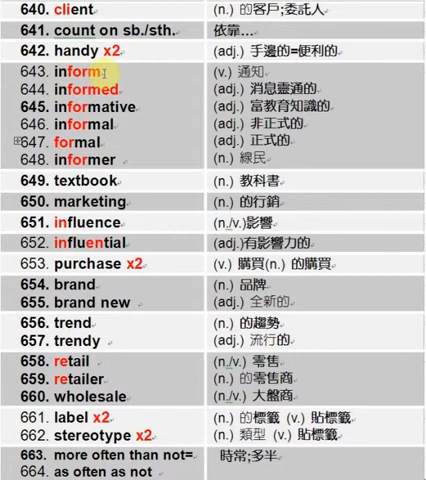 640. client (n.) 的客戶;委託人
641. count on sb./sth. 依靠...
642. handy x2 (adj.) 手邊的=便利的
643. inform (v.) 通知
644. informed (adj.) 消息靈通的
645. informative (adj.) 富教育知識的
646. informal (adj.) 非正式的
647. formal (adj.) 正式的
648. informer (n.) 線民
649. textbook (n.) 教科書
650. marketing (n.) 的行銷
651. influence (n./v.)影響
652. influential (adj.)有影響力的
653. purchase x2 (v.) 購買(n.) 的購買
654. brand (n.) 品牌
655. brand new (adj.) 全新的
656. trend (n.) 的趨勢
657. trendy (adj.) 流行的
658. retail (n./v.) 零售
659. retailer (n.) 的零售商
660. wholesale (n./v.) 大盤商
661. label x2 (n.) 的標籤 (v.) 貼標籤
662. stereotype x2 (n.) 類型 (v.) 貼標籤
663. more often than not= 時常;多半
664. as often as not